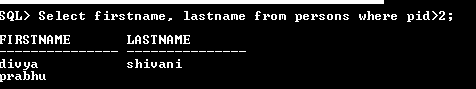 SQL> Select firstname, lastname from persons where pid>2;
FIRSTNAME LASTNAME
--------------- ---------------
divya shivani
prabhu